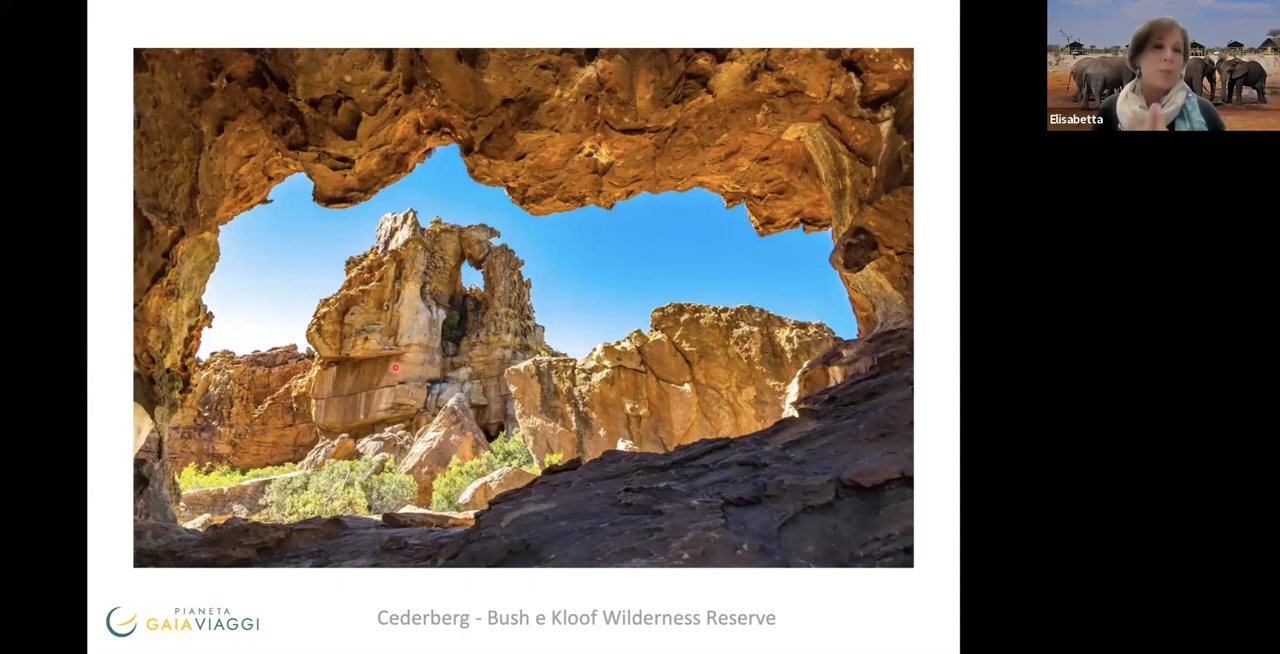 Elisabetta
PIANETA
GAIAVIAGGI
Cederberg - Bush e Kloof Wilderness Reserve